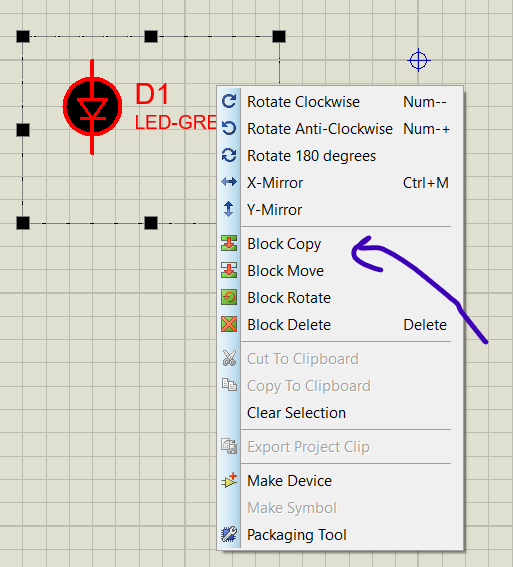 D1
LED-GRE
Rotate Clockwise Num--
Rotate Anti-Clockwise Num-+
Rotate 180 degrees
X-Mirror Ctrl+M
Y-Mirror
Block Copy
Block Move
Block Rotate
Block Delete Delete
Cut To Clipboard
Copy To Clipboard
Clear Selection
Export Project Clip
Make Device
Make Symbol
Packaging Tool